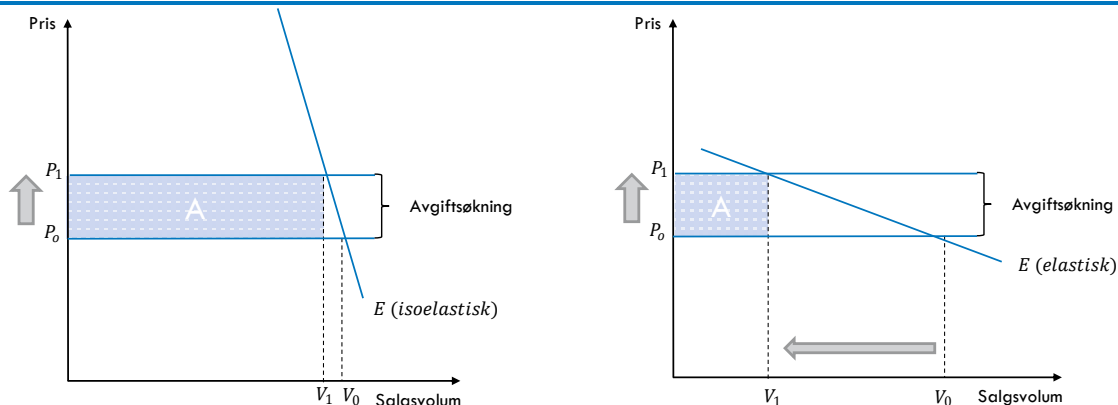 Pris
P₁
A
Avgiftsøkning
Pₒ
E (isoelastisk)
V₁ V₀ Salgsvolum
Pris
P₁
A
Avgiftsøkning
Pₒ
E (elastisk)
V₁ V₀ Salgsvolum